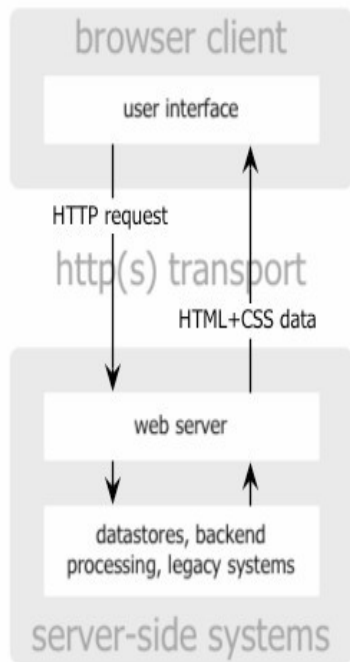 browser client
user interface
HTTP request
http(s) transport
HTML+CSS data
web server
datastores, backend
processing, legacy systems
server-side systems